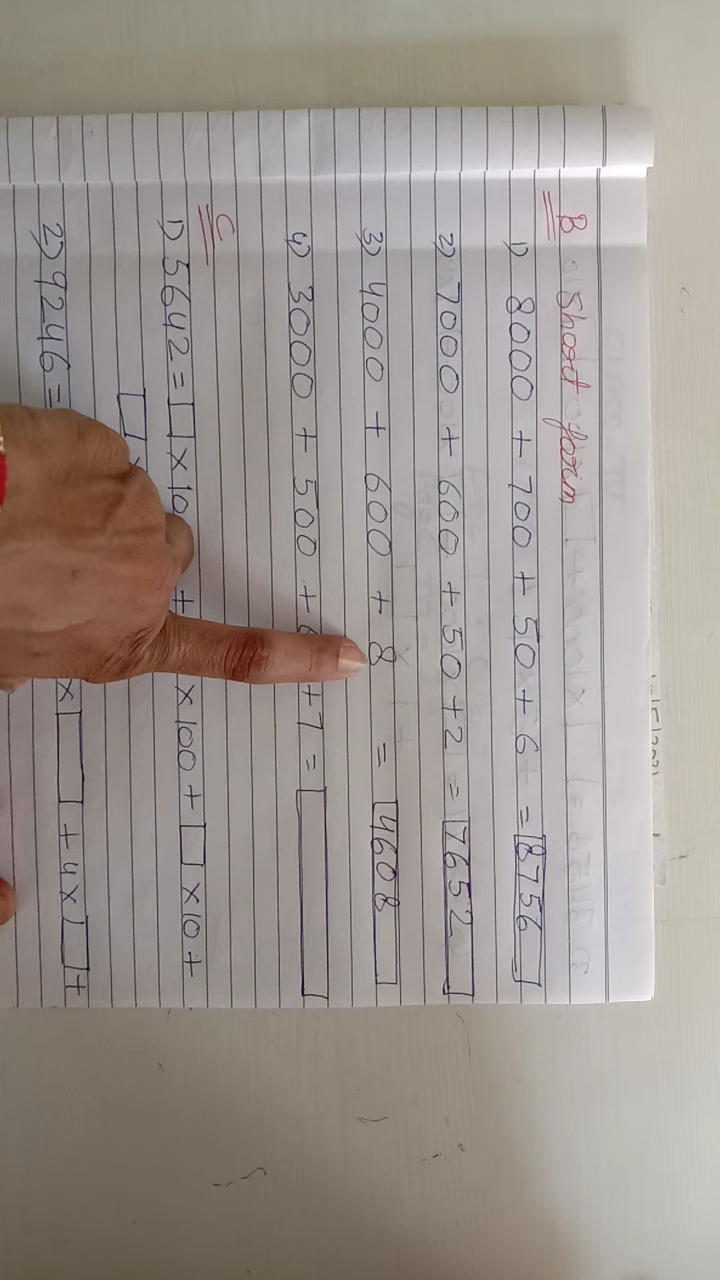 B Short form
1) 8000 + 700 + 50 + 6 = 8756
2) 7000 + 600 + 50 + 2 = 7652
3) 4000 + 600 + 8 = 4608
4) 3000 + 500 + + 7 =
C
1) 5642 = □ × 10 + × 100 + □ × 10 +
□ ×
2) 9246 = × □ + 4 × □ +